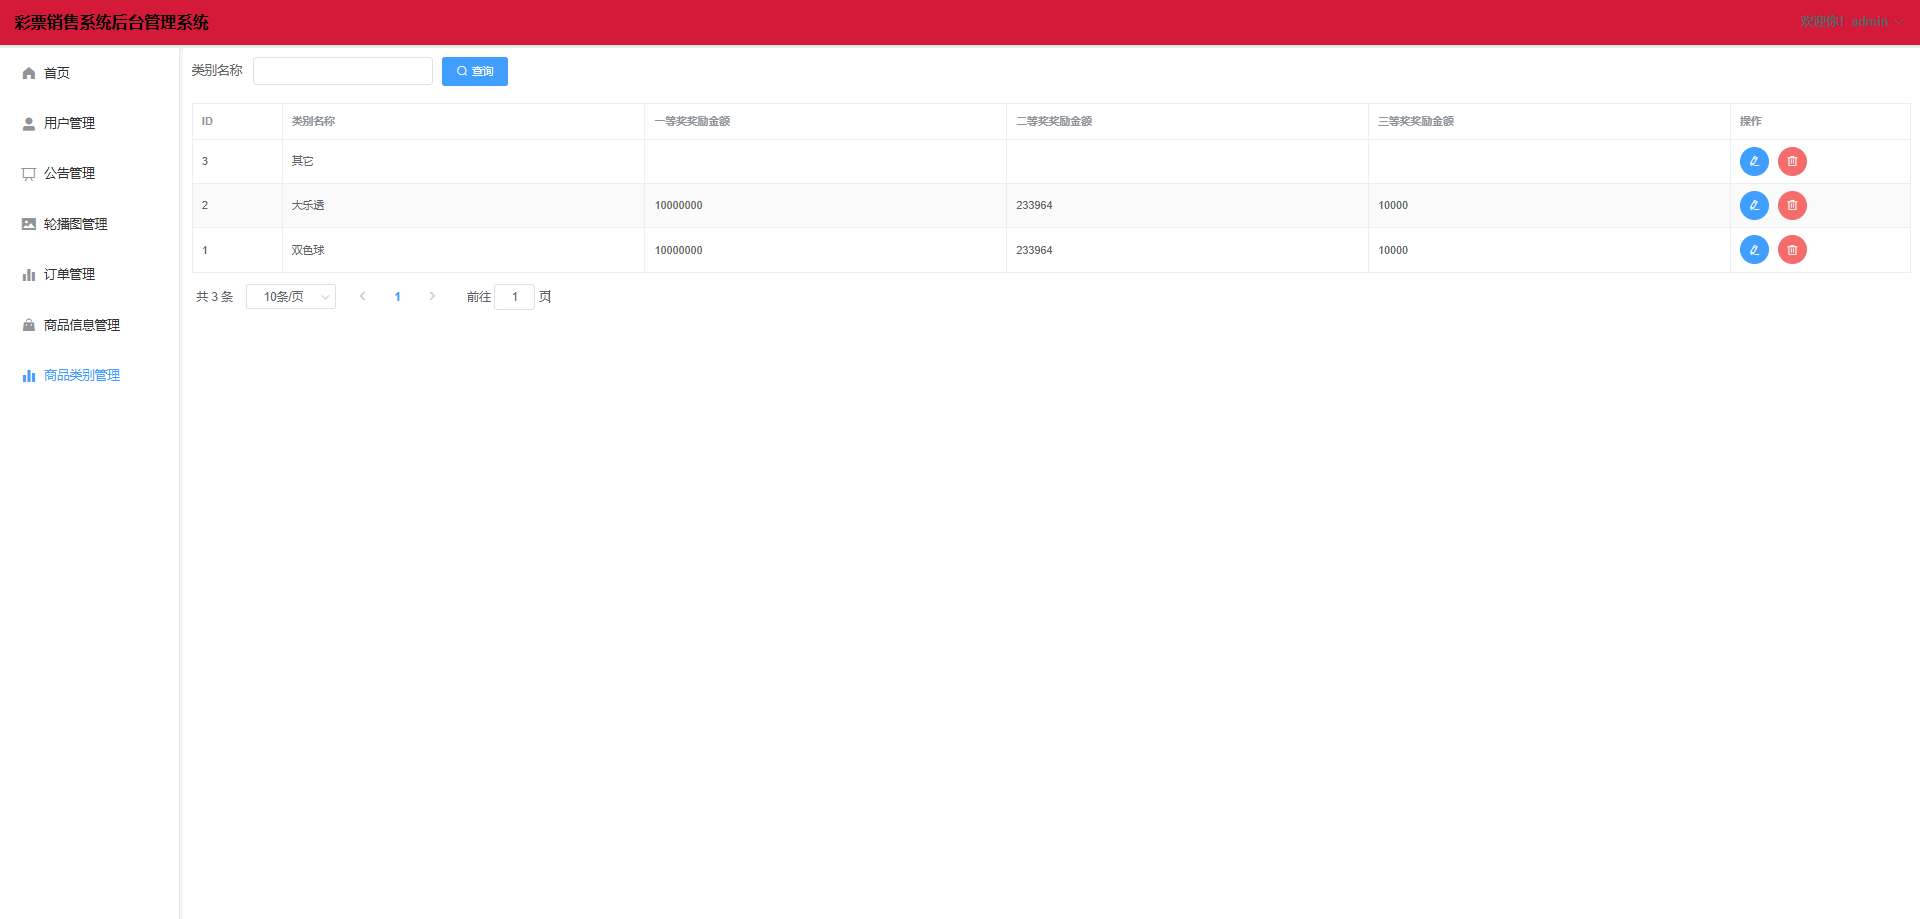 彩票销售系统后台管理系统
欢迎你! admin
首页
用户管理
公告管理
轮播图管理
订单管理
商品信息管理
商品类别管理
类别名称 查询
ID 类别名称 一等奖奖励金额 二等奖奖励金额 三等奖奖励金额 操作
3 其它
2 大乐透 10000000 233964 10000
1 双色球 10000000 233964 10000
共 3 条 10条/页 1 前往 1 页